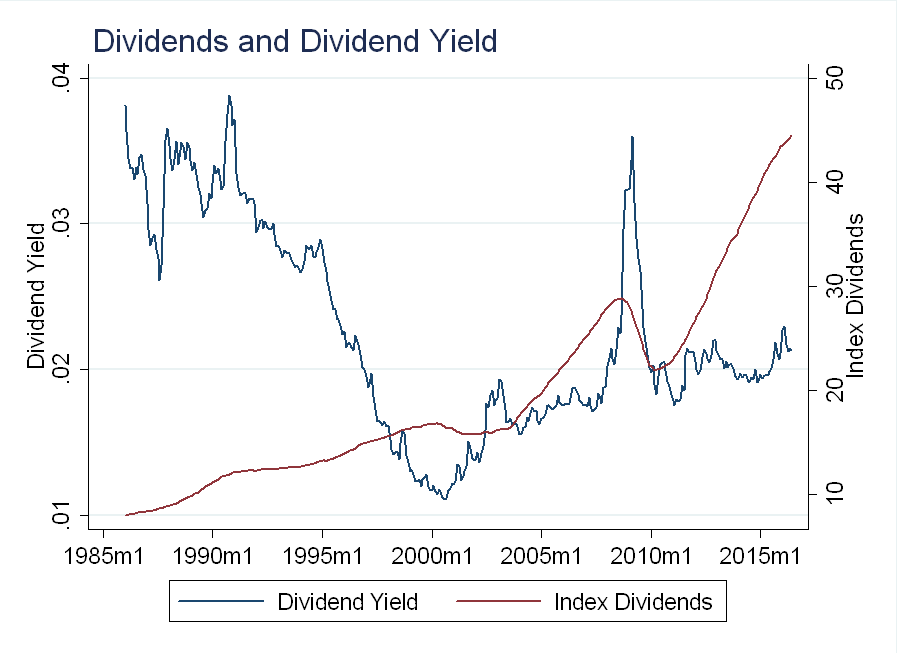 Dividends and Dividend Yield
.04
.03
.02
.01
Dividend Yield
50
40
30
20
10
Index Dividends
1985m1 1990m1 1995m1 2000m1 2005m1 2010m1 2015m1
Dividend Yield Index Dividends